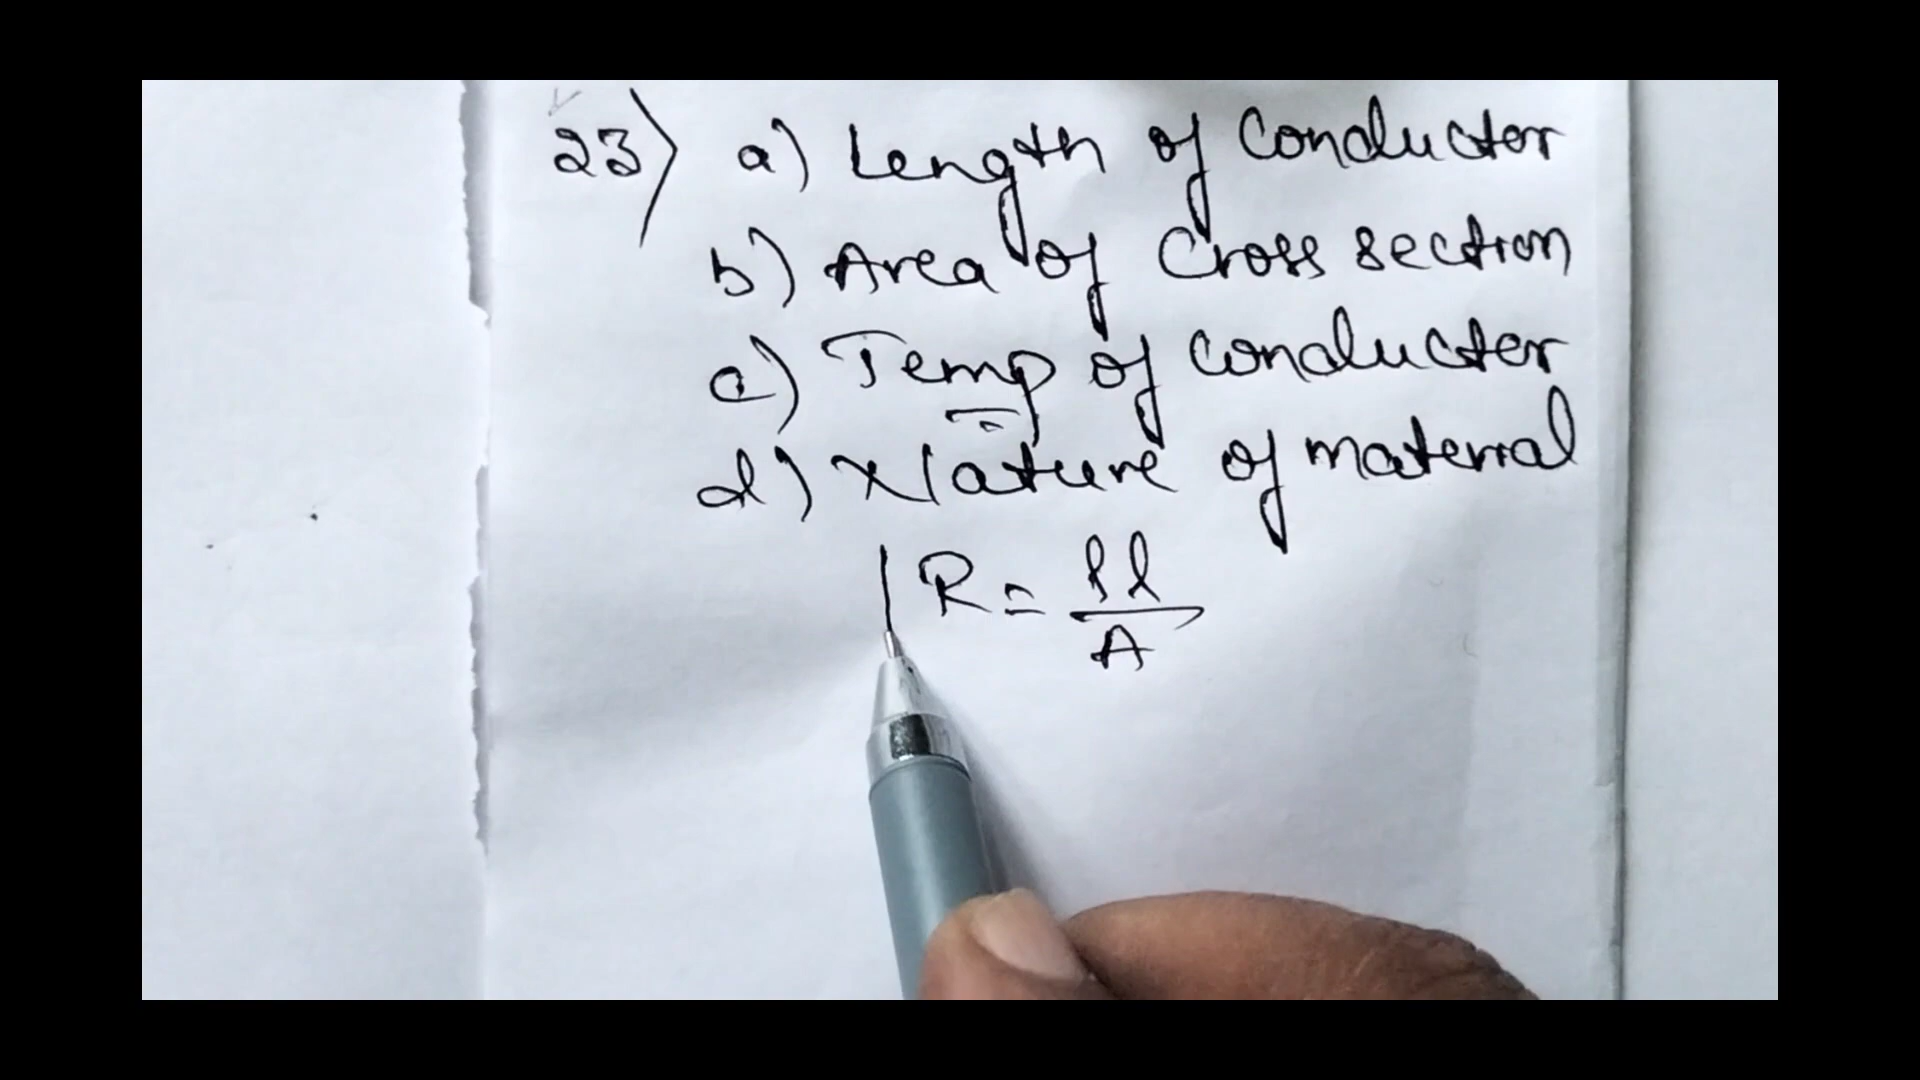 23) a) Length of Conductor
b) Area of Cross section
c) Temp of conductor
d) Nature of material
R = ρl
A